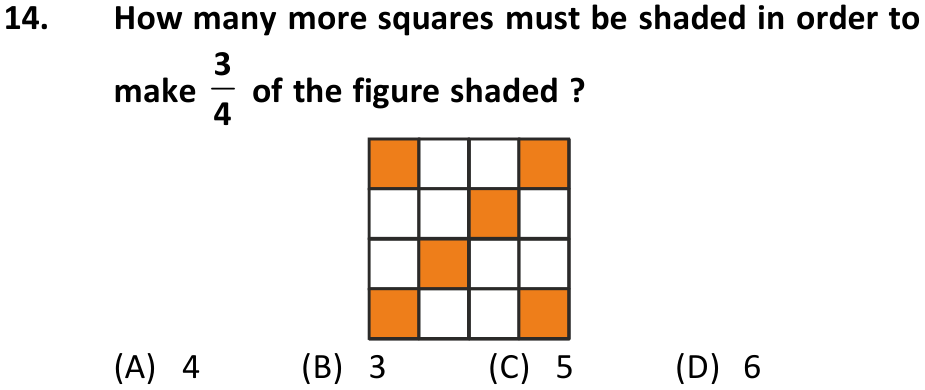 14. How many more squares must be shaded in order to
make 3/4 of the figure shaded ?
(A) 4 (B) 3 (C) 5 (D) 6